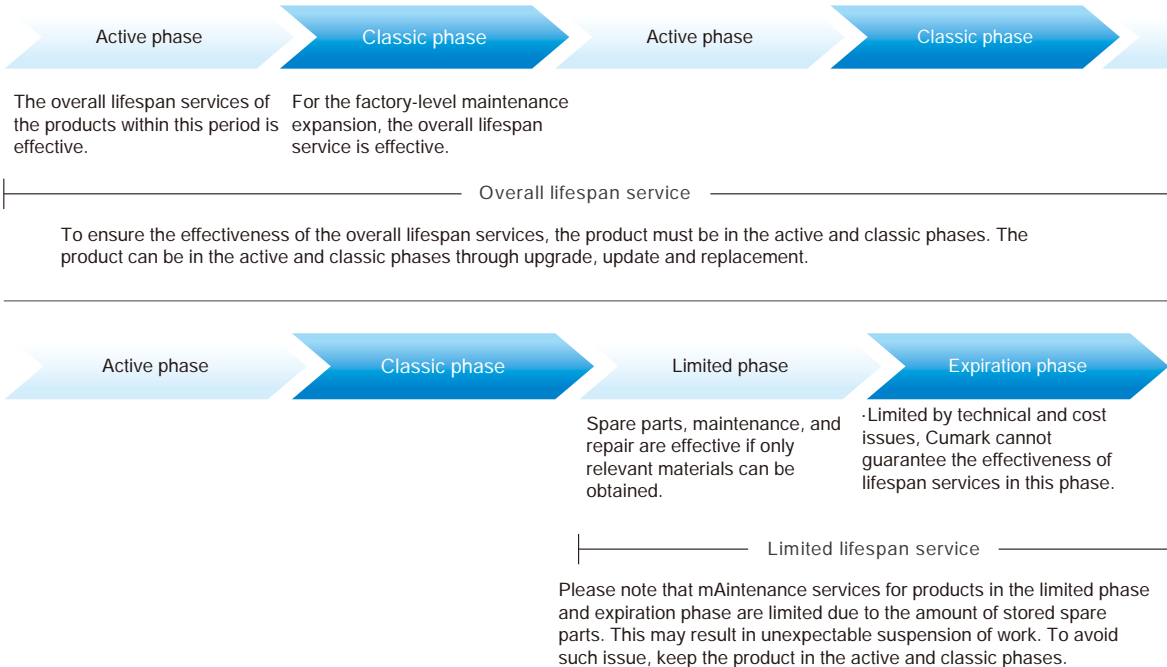 Active phase
Classic phase
Active phase
Classic phase
The overall lifespan services of
the products within this period is
effective.
For the factory-level maintenance
expansion, the overall lifespan
service is effective.
Overall lifespan service
To ensure the effectiveness of the overall lifespan services, the product must be in the active and classic phases. The
product can be in the active and classic phases through upgrade, update and replacement.
Active phase
Classic phase
Limited phase
Expiration phase
Spare parts, maintenance, and
repair are effective if only
relevant materials can be
obtained.
·Limited by technical and cost
issues, Cumark cannot
guarantee the effectiveness of
lifespan services in this phase.
Limited lifespan service
Please note that mAintenance services for products in the limited phase
and expiration phase are limited due to the amount of stored spare
parts. This may result in unexpectable suspension of work. To avoid
such issue, keep the product in the active and classic phases.